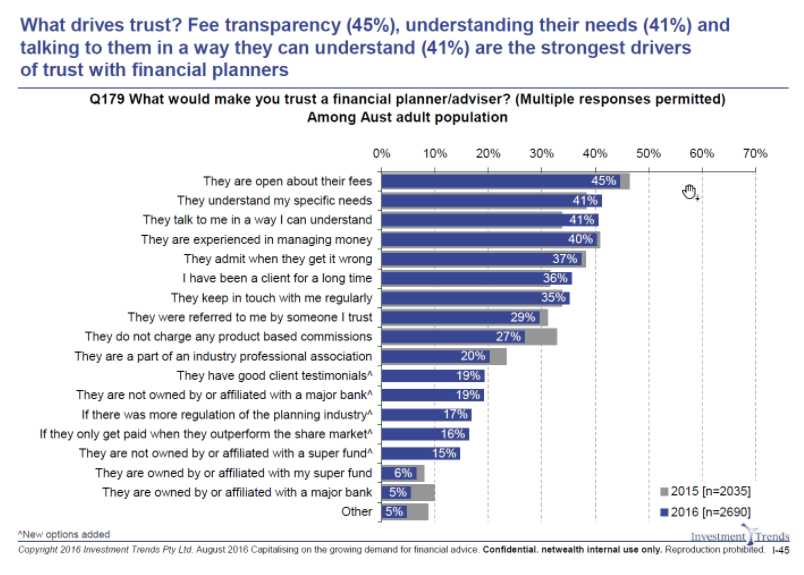 What drives trust? Fee transparency (45%), understanding their needs (41%) and
talking to them in a way they can understand (41%) are the strongest drivers
of trust with financial planners
Q179 What would make you trust a financial planner/adviser? (Multiple responses permitted)
Among Aust adult population
0% 10% 20% 30% 40% 50% 60% 70%
They are open about their fees 45%
They understand my specific needs 41%
They talk to me in a way I can understand 41%
They are experienced in managing money 40%
They admit when they get it wrong 37%
I have been a client for a long time 36%
They keep in touch with me regularly 35%
They were referred to me by someone I trust 29%
They do not charge any product based commissions 27%
They are a part of an industry professional association 20%
They have good client testimonials^ 19%
They are not owned by or affiliated with a major bank^ 19%
If there was more regulation of the planning industry^ 17%
If they only get paid when they outperform the share market^ 16%
They are not owned by or affiliated with a super fund^ 15%
They are owned by or affiliated with my super fund 6%
They are owned by or affiliated with a major bank 5%
Other 5%
2015 [n=2035]
2016 [n=2690]
^New options added
Investment Trends
Copyright 2016 Investment Trends Pty Ltd. August 2016 Capitalising on the growing demand for financial advice. Confidential. netwealth internal use only. Reproduction prohibited. I-45